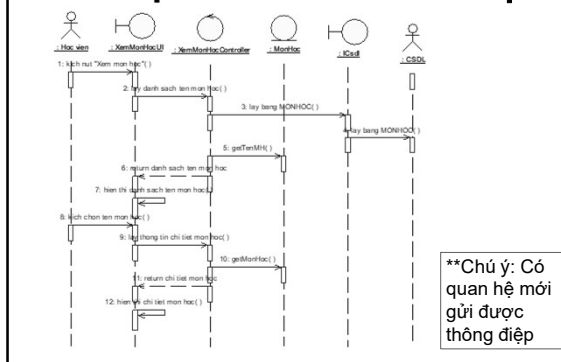 : Hoc vien
: XemMonHocUI
: XemMonHocController
: MonHoc
: ICsdl
: CSDL
1: kich nut "Xem mon hoc"( )
2: lay danh sach ten mon hoc( )
3: lay bang MONHOC( )
4: lay bang MONHOC( )
5: getTenMH( )
6: return danh sach ten mon hoc
7: hien thi danh sach ten mon hoc( )
8: kich chon ten mon hoc( )
9: lay thong tin chi tiet mon hoc( )
10: getMonHoc( )
11: return chi tiet mon hoc
12: hien thi chi tiet mon hoc( )
**Chú ý: Có
quan hệ mới
gửi được
thông điệp